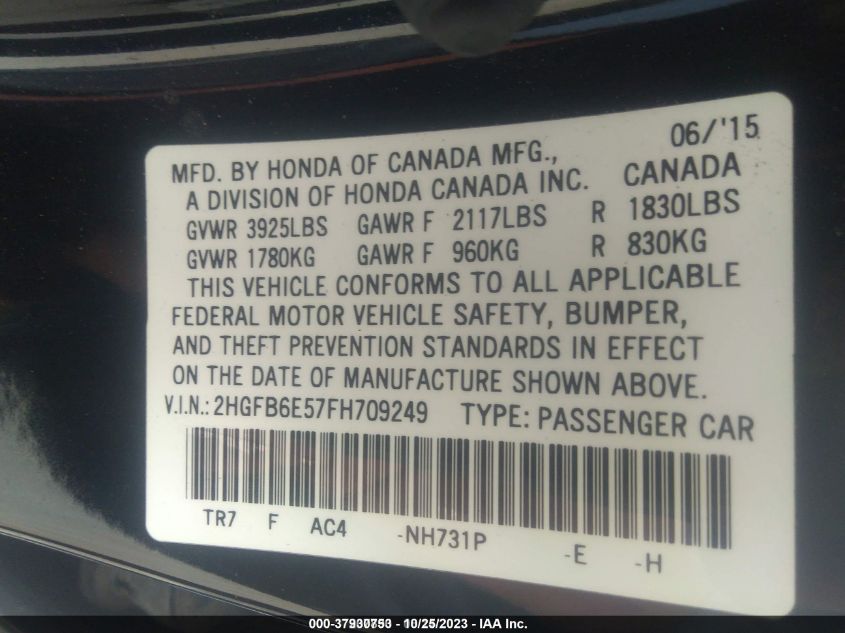 06/'15
MFD. BY HONDA OF CANADA MFG.,
A DIVISION OF HONDA CANADA INC. CANADA
GVWR 3925LBS GAWR F 2117LBS R 1830LBS
GVWR 1780KG GAWR F 960KG R 830KG
THIS VEHICLE CONFORMS TO ALL APPLICABLE
FEDERAL MOTOR VEHICLE SAFETY, BUMPER,
AND THEFT PREVENTION STANDARDS IN EFFECT
ON THE DATE OF MANUFACTURE SHOWN ABOVE.
V.I.N.: 2HGFB6E57FH709249 TYPE: PASSENGER CAR
TR7 F AC4 -NH731P -E -H
- 10/25/2023 - IAA Inc.